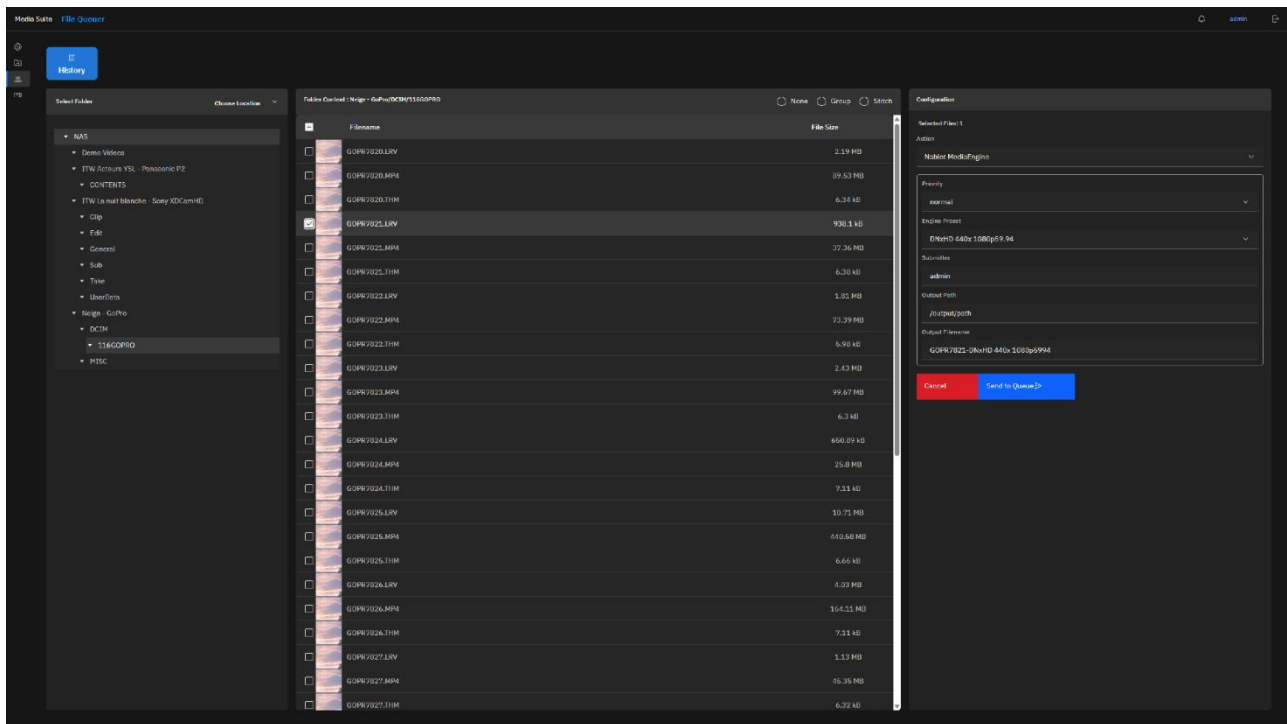 Media Suite File Queuer
admin
History
Select Folder Choose Location
NAS
Demo Videos
ITW Acteurs YSL - Panasonic P2
CONTENTS
ITW La nuit blanche - Sony XDCamHD
Clip
Edit
General
Sub
Take
UserData
Neige - GoPro
DCIM
116GOPRO
MISC
Folder Content : Neige - GoPro/DCIM/116GOPRO None Group Stitch
Filename File Size
GOPR7820.LRV 2.19 MB
GOPR7820.MP4 89.53 MB
GOPR7820.THM 6.34 kB
GOPR7821.LRV 938.1 kB
GOPR7821.MP4 37.36 MB
GOPR7821.THM 6.38 kB
GOPR7822.LRV 1.81 MB
GOPR7822.MP4 73.39 MB
GOPR7822.THM 5.98 kB
GOPR7823.LRV 2.43 MB
GOPR7823.MP4 99.67 MB
GOPR7823.THM 6.3 kB
GOPR7824.LRV 650.89 kB
GOPR7824.MP4 25.8 MB
GOPR7824.THM 7.11 kB
GOPR7825.LRV 10.71 MB
GOPR7825.MP4 440.58 MB
GOPR7825.THM 6.66 kB
GOPR7826.LRV 4.03 MB
GOPR7826.MP4 164.11 MB
GOPR7826.THM 7.11 kB
GOPR7827.LRV 1.13 MB
GOPR7827.MP4 45.35 MB
GOPR7827.THM 6.32 kB
Configuration
Selected Files: 1
Action
Nablet MediaEngine
Priority
normal
Engine Preset
DNxHD 440x 1080p59.94
Submitter
admin
Output Path
/output/path
Output Filename
GOPR7821-DNxHD 440x 1080p5994
Cancel Send to Queue